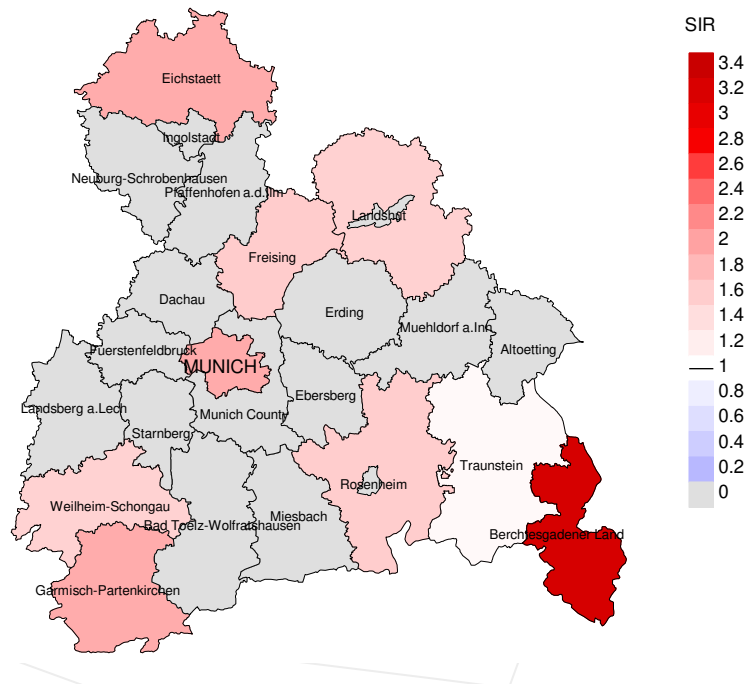 SIR
Eichstaett
3.4
3.2
Ingolstadt
3
2.8
Neuburg-Schrobenhausen
Pfaffenhofen a.d.Ilm
2.6
2.4
Landshut
2.2
2
Freising
1.8
1.6
Dachau
Erding
1.4
Muehldorf a.Inn
1.2
Fuerstenfeldbruck
Altoetting
MUNICH
1
0.8
Landsberg a.Lech
Munich County
Ebersberg
0.6
Starnberg
0.4
Traunstein
0.2
Rosenheim
0
Weilheim-Schongau
Miesbach
Bad Toelz-Wolfratshausen
Berchtesgadener Land
Garmisch-Partenkirchen